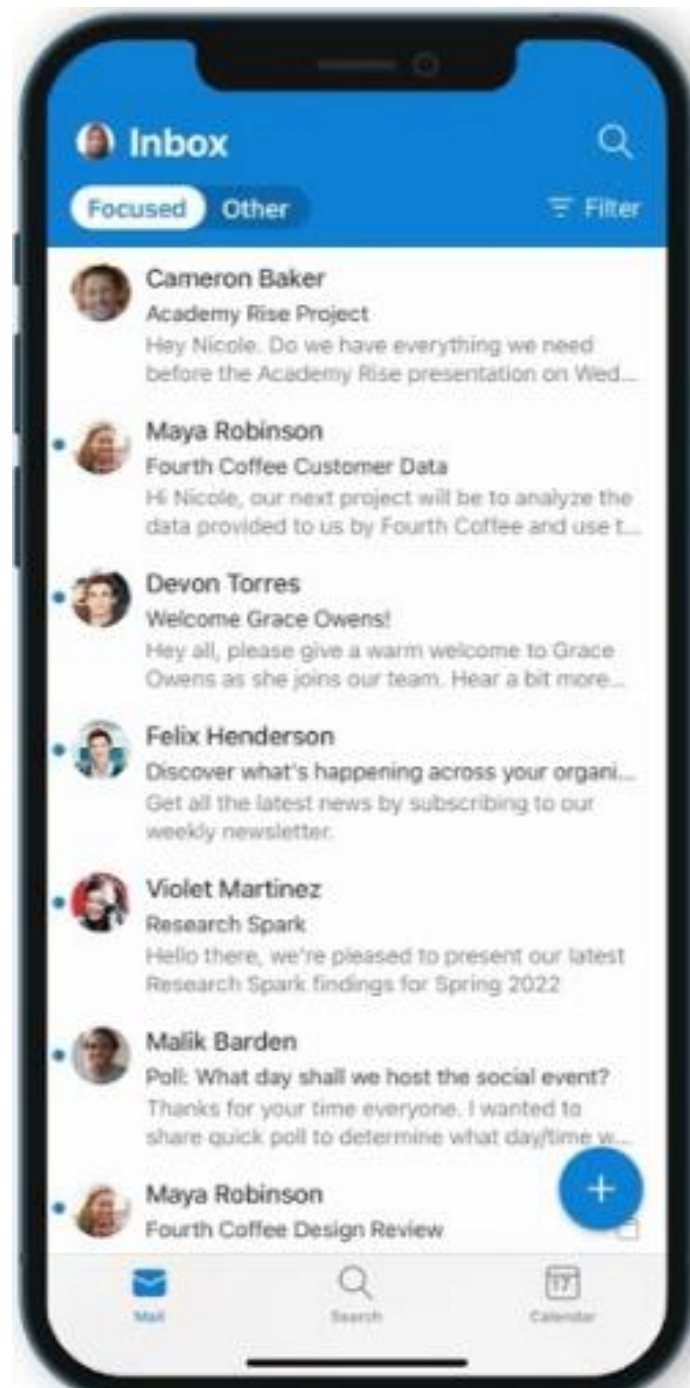 Inbox
Focused
Other
Filter
Cameron Baker
Academy Rise Project
Hey Nicole. Do we have everything we need
before the Academy Rise presentation on Wed...
Maya Robinson
Fourth Coffee Customer Data
Hi Nicole, our next project will be to analyze the
data provided to us by Fourth Coffee and use t...
Devon Torres
Welcome Grace Owens!
Hey all, please give a warm welcome to Grace
Owens as she joins our team. Hear a bit more...
Felix Henderson
Discover what's happening across your organi...
Get all the latest news by subscribing to our
weekly newsletter.
Violet Martinez
Research Spark
Hello there, we're pleased to present our latest
Research Spark findings for Spring 2022
Malik Barden
Poll: What day shall we host the social event?
Thanks for your time everyone. I wanted to
share quick poll to determine what day/time w...
Maya Robinson
Fourth Coffee Design Review
+
17
Mail
Search
Calendar